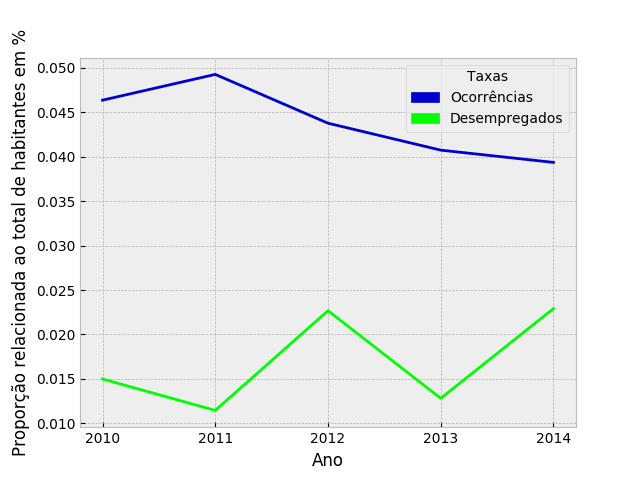 Proporção relacionada ao total de habitantes em %
0.050
0.045
0.040
0.035
0.030
0.025
0.020
0.015
0.010
Taxas
Ocorrências
Desempregados
2010 2011 2012 2013 2014
Ano